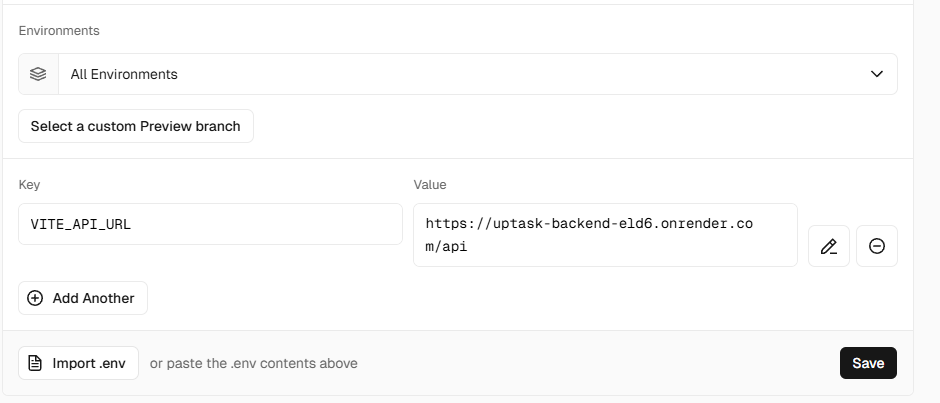 Environments
All Environments
Select a custom Preview branch
Key
Value
VITE_API_URL
https://uptask-backend-eld6.onrender.co
m/api
Add Another
Import .env
or paste the .env contents above
Save